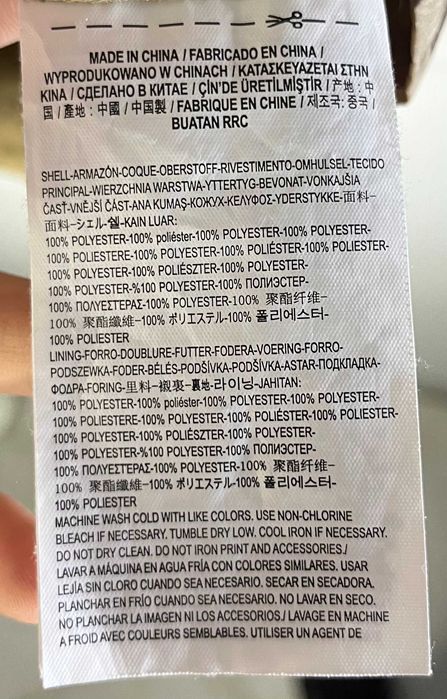 MADE IN CHINA / FABRICADO EN CHINA /
WYPRODUKOWANO W CHINACH / ΚΑΤΑΣΚΕΥΑΖΕΤΑΙ ΣΤΗΝ
ΚΙΝΑ / СДЕЛАНО В КИТАЕ / ÇİN'DE ÜRETİLMİŞTİR / 产地 : 中
国 / 產地 : 中國 / 中国製 / FABRIQUE EN CHINE / 제조국: 중국 /
BUATAN RRC
SHELL-ARMAZÓN-COQUE-OBERSTOFF-RIVESTIMENTO-OMHULSEL-TECIDO
PRINCIPAL-WIERZCHNIA WARSTWA-YTTERTYG-BEVONAT-VONKAJŠIA
ČASŤ-VNĚJŠÍ ČÁST-ANA KUMAŞ-КОЖУХ-ΚΕΛΥΦΟΣ-YDERSTYKKE-面料-
面料-シェル-쉘-KAIN LUAR:
100% POLYESTER-100% poliéster-100% POLYESTER-100% POLYESTER-
100% POLIESTERE-100% POLYESTER-100% POLIÉSTER-100% POLIESTER-
100% POLYESTER-100% POLIÉSZTER-100% POLYESTER-
100% POLYESTER-%100 POLYESTER-100% ПОЛИЭСТЕР-
100% ΠΟΛΥΕΣΤΕΡΑΣ-100% POLYESTER-100% 聚酯纤维-
100% 聚酯纖維-100% ポリエステル-100% 폴리에스터-
100% POLIESTER
LINING-FORRO-DOUBLURE-FUTTER-FODERA-VOERING-FORRO-
PODSZEWKA-FODER-BÉLÉS-PODŠÍVKA-PODŠÍVKA-ASTAR-ПОДКЛАДКА-
ΦΟΔΡΑ-FORING-里料-襯裏-裏地-라이닝-JAHITAN:
100% POLYESTER-100% poliéster-100% POLYESTER-100% POLYESTER-
100% POLIESTERE-100% POLYESTER-100% POLIÉSTER-100% POLIESTER-
100% POLYESTER-100% POLIÉSZTER-100% POLYESTER-
100% POLYESTER-%100 POLYESTER-100% ПОЛИЭСТЕР-
100% ΠΟΛΥΕΣΤΕΡΑΣ-100% POLYESTER-100% 聚酯纤维-
100% 聚酯纖維-100% ポリエステル-100% 폴리에스터-
100% POLIESTER
MACHINE WASH COLD WITH LIKE COLORS. USE NON-CHLORINE
BLEACH IF NECESSARY. TUMBLE DRY LOW. COOL IRON IF NECESSARY.
DO NOT DRY CLEAN. DO NOT IRON PRINT AND ACCESSORIES./
LAVAR A MÁQUINA EN AGUA FRÍA CON COLORES SIMILARES. USAR
LEJÍA SIN CLORO CUANDO SEA NECESARIO. SECAR EN SECADORA.
PLANCHAR EN FRÍO CUANDO SEA NECESARIO. NO LAVAR EN SECO.
NO PLANCHAR LA IMAGEN NI LOS ACCESORIOS./ LAVAGE EN MACHINE
A FROID AVEC COULEURS SEMBLABLES. UTILISER UN AGENT DE